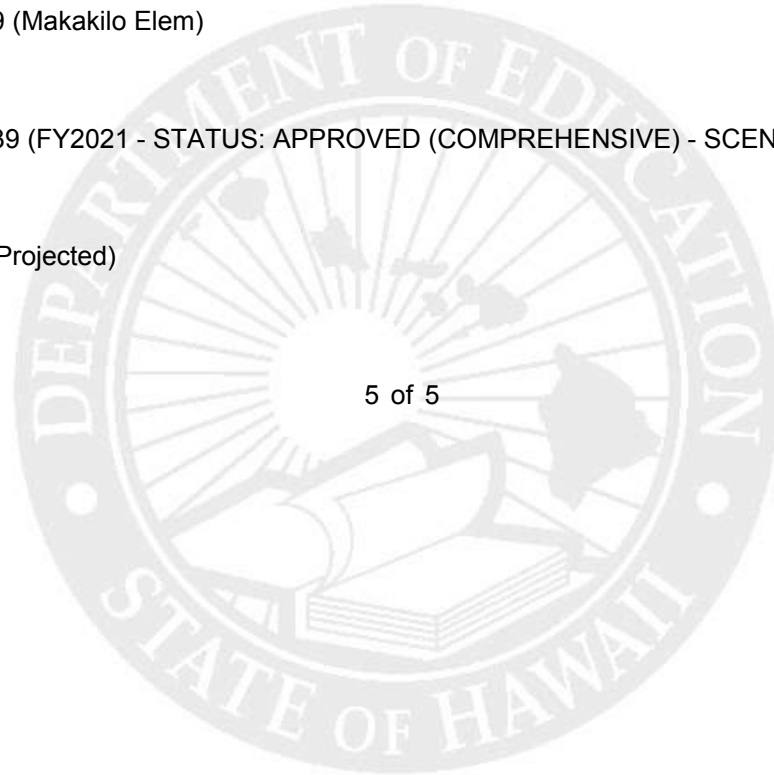 9 (Makakilo Elem)
39 (FY2021 - STATUS: APPROVED (COMPREHENSIVE) - SCEN
Projected)
5 of 5
DEPARTMENT OF EDUCATION
STATE OF HAWAII